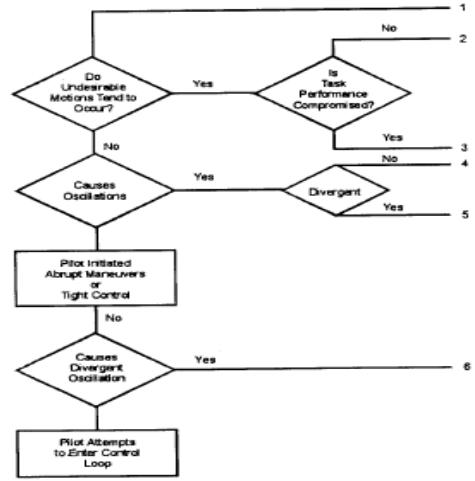 1
No
2
Do
Undesirable
Motions Tend to
Occur?
Yes
Is
Task
Performance
Compromised?
Yes
3
No
No
4
Causes
Oscillations
Yes
Divergent
Yes
5
Pilot Initiated
Abrupt Maneuvers
or
Tight Control
No
Causes
Divergent
Oscillation
Yes
6
Pilot Attempts
to Enter Control
Loop